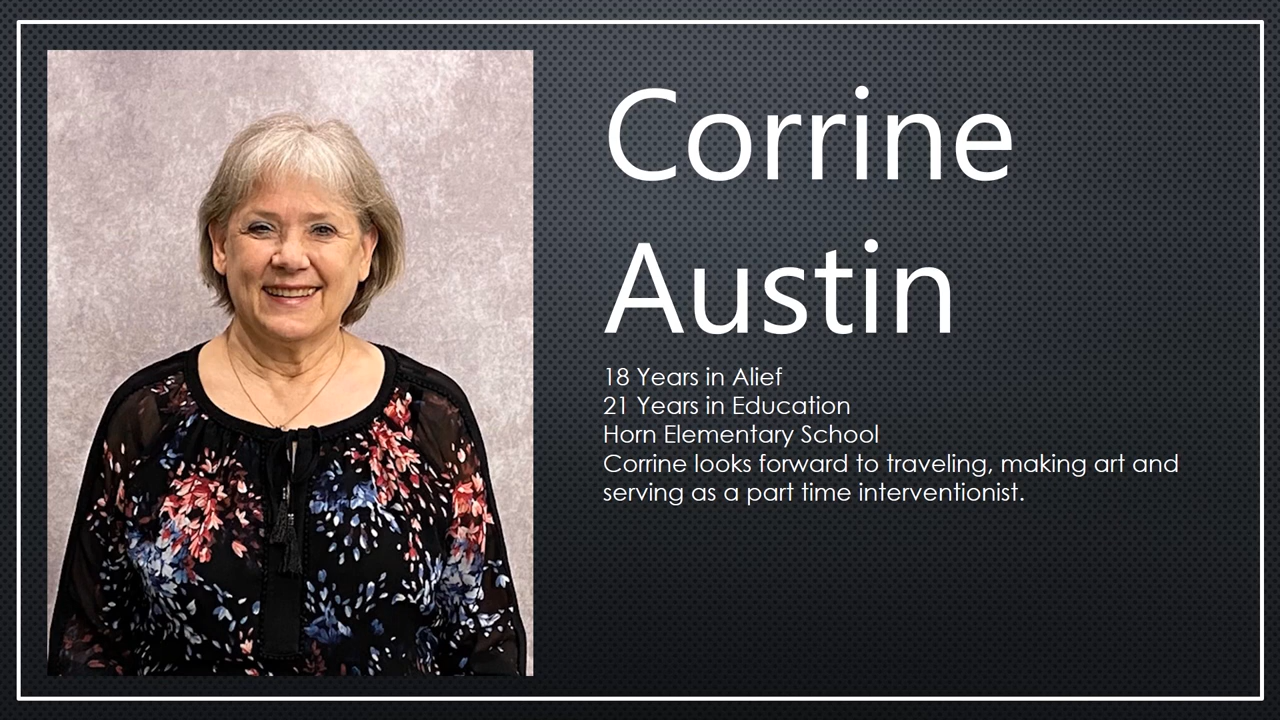 Corrine
Austin
18 Years in Alief
21 Years in Education
Horn Elementary School
Corrine looks forward to traveling, making art and
serving as a part time interventionist.